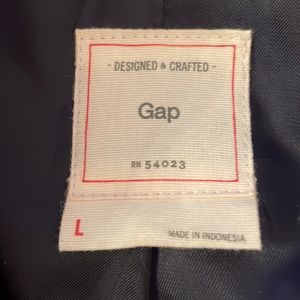 - DESIGNED & CRAFTED -
Gap
RN 54023
L
MADE IN INDONESIA